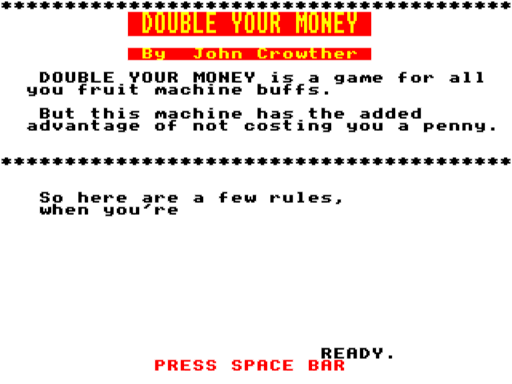 ****************************************
DOUBLE YOUR MONEY
By John Crowther
DOUBLE YOUR MONEY is a game for all
you fruit machine buffs.
But this machine has the added
advantage of not costing you a penny.
****************************************
So here are a few rules,
when you're
READY.
PRESS SPACE BAR